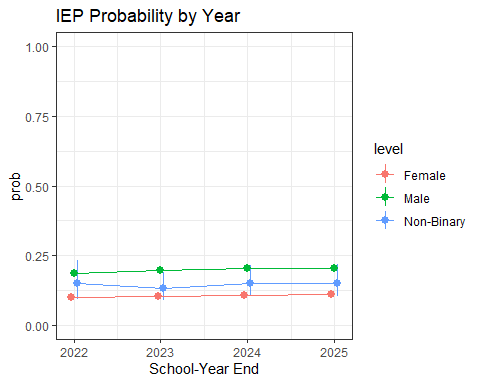 IEP Probability by Year
1.00
0.75
0.50
0.25
0.00
prob
2022 2023 2024 2025
School-Year End
level
Female
Male
Non-Binary